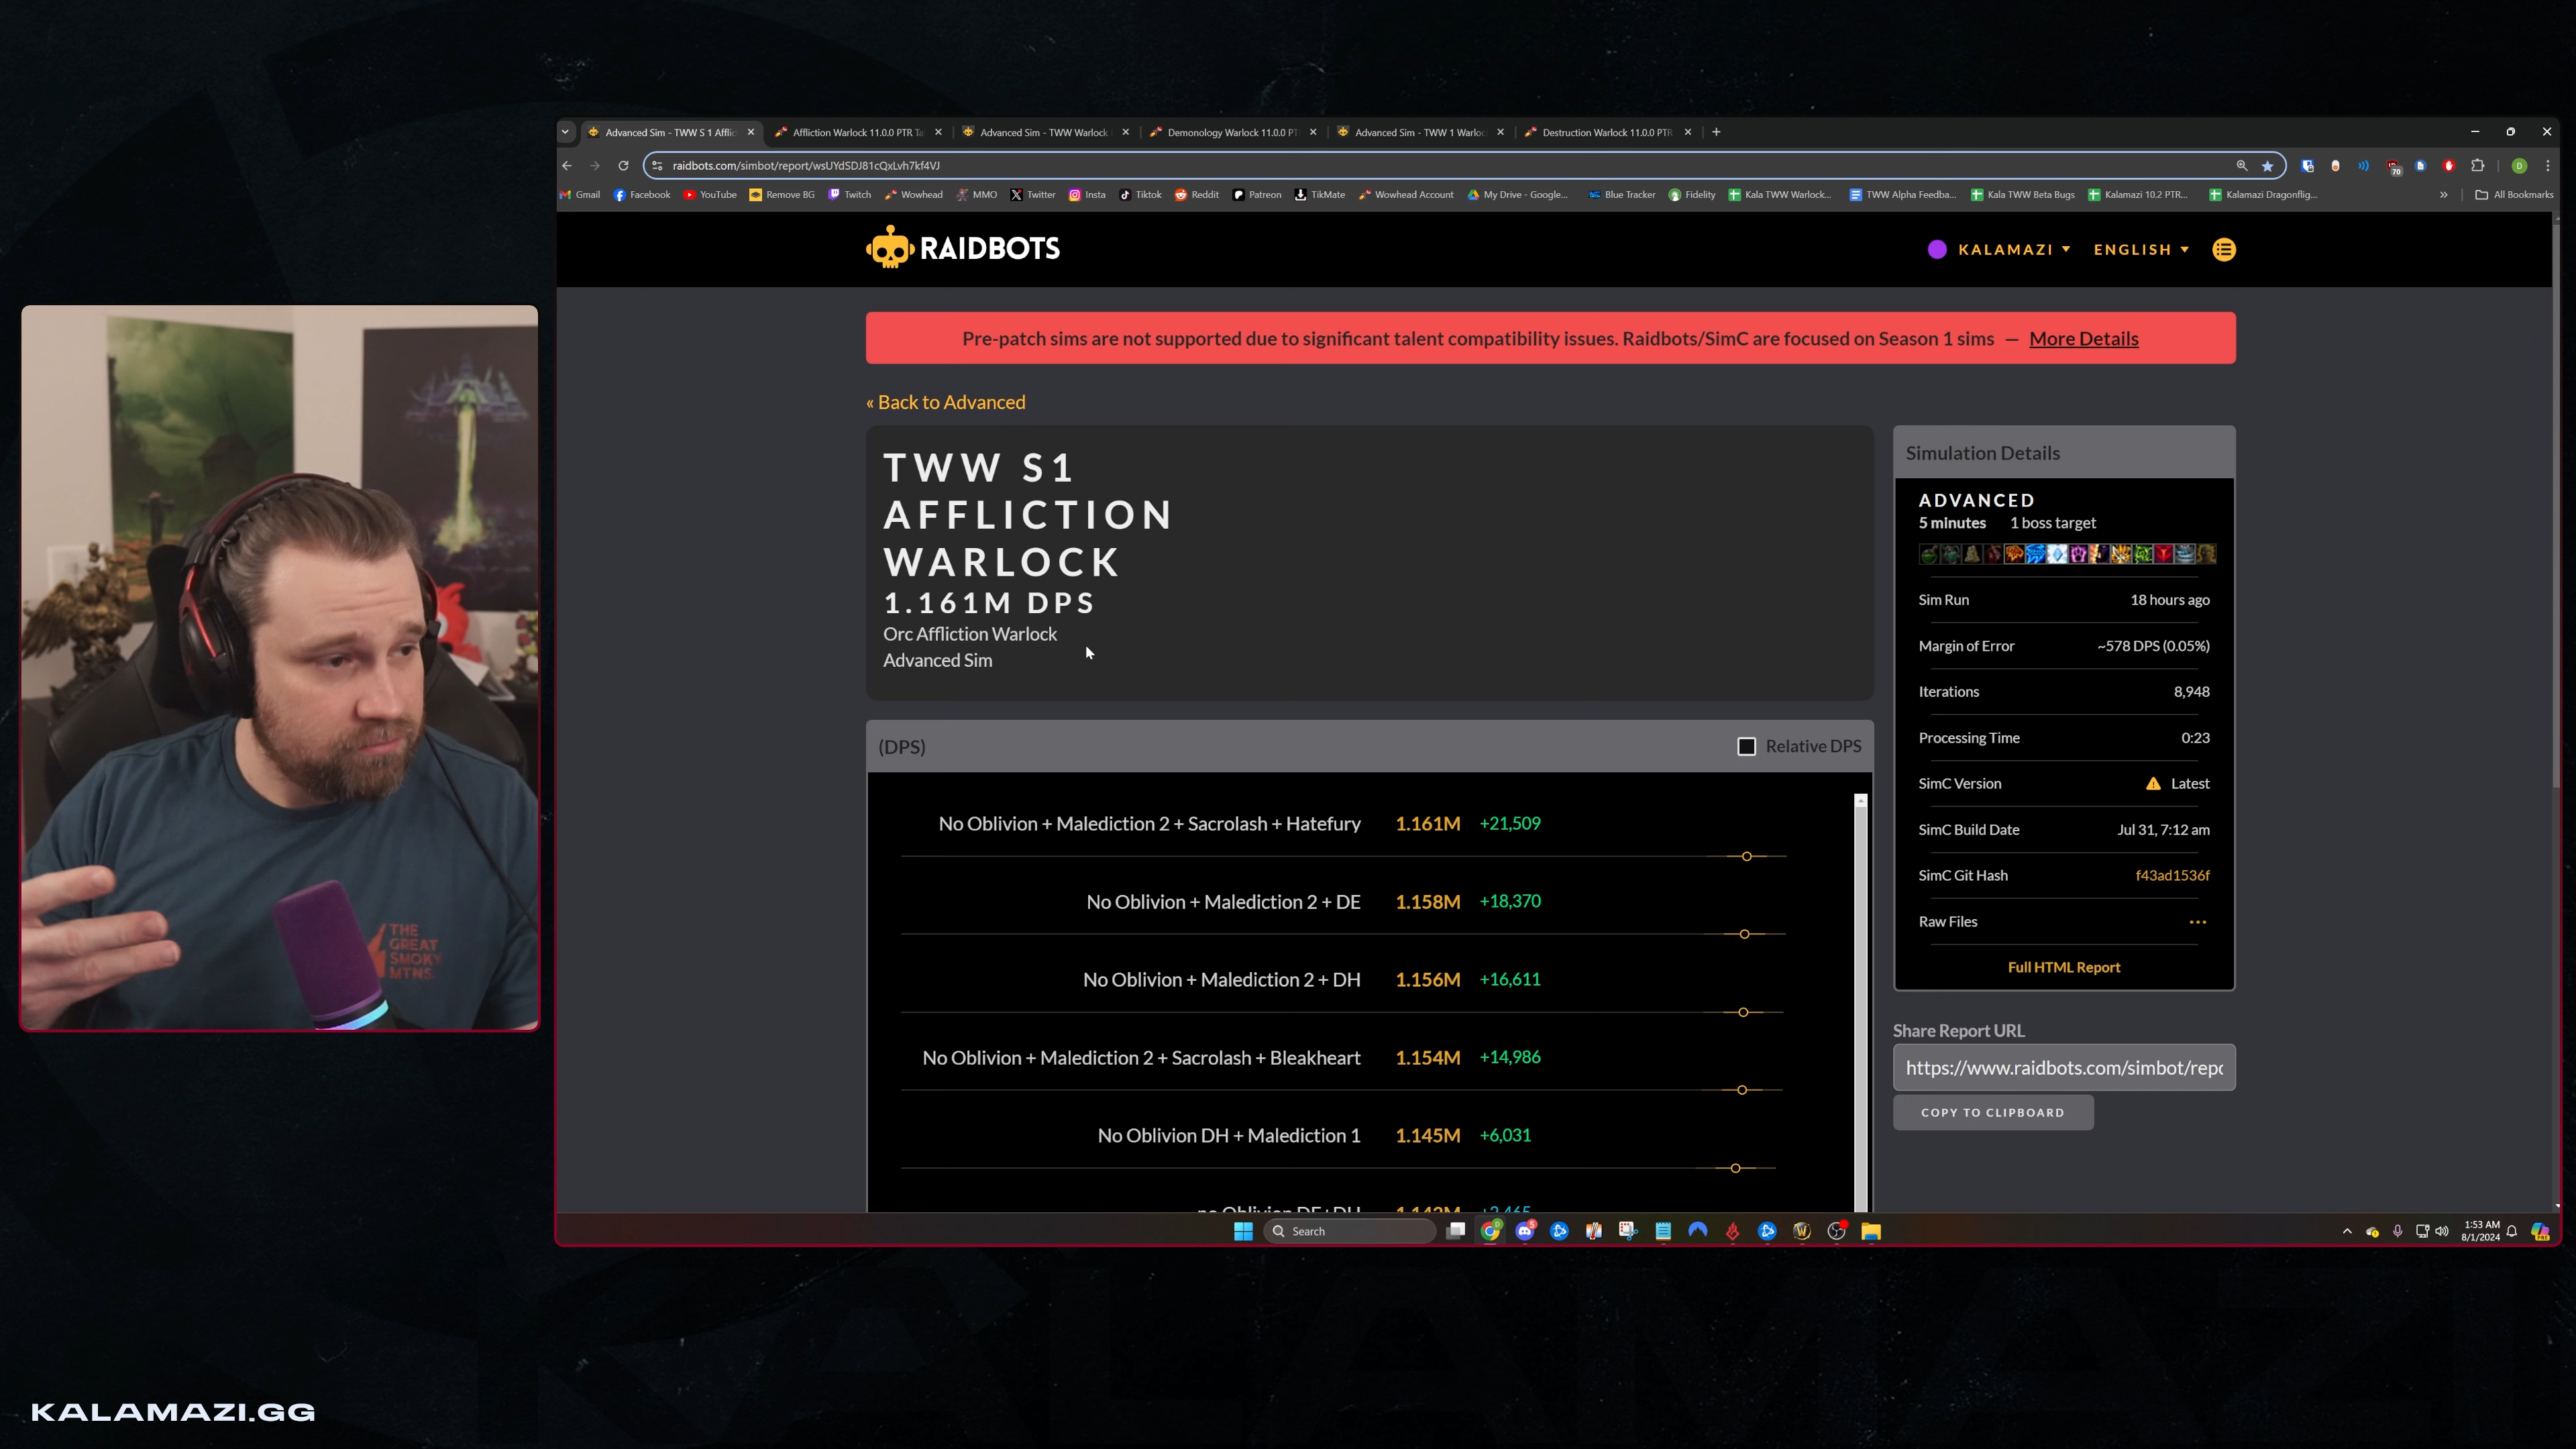 Advanced Sim - TWW S 1 Afflic
Affliction Warlock 11.0.0 PTR Ta
Advanced Sim - TWW Warlock
Demonology Warlock 11.0.0 PT
Advanced Sim - TWW 1 Warloc
Destruction Warlock 11.0.0 PTR
raidbots.com/simbot/report/wsUYdSDJ81cQxLvh7kf4VJ
D
70
Gmail
Facebook
YouTube
Remove BG
Twitch
Wowhead
MMO
Twitter
Insta
Tiktok
Reddit
Patreon
TikMate
Wowhead Account
My Drive - Google...
Blue Tracker
Fidelity
Kala TWW Warlock...
TWW Alpha Feedba...
Kala TWW Beta Bugs
Kalamazi 10.2 PTR...
Kalamazi Dragonflig...
All Bookmarks
RAIDBOTS
KALAMAZI
ENGLISH
Pre-patch sims are not supported due to significant talent compatibility issues. Raidbots/SimC are focused on Season 1 sims — More Details
« Back to Advanced
TWW S1
AFFLICTION
WARLOCK
1.161M DPS
Orc Affliction Warlock
Advanced Sim
(DPS)
Relative DPS
No Oblivion + Malediction 2 + Sacrolash + Hatefury 1.161M +21,509
No Oblivion + Malediction 2 + DE 1.158M +18,370
No Oblivion + Malediction 2 + DH 1.156M +16,611
No Oblivion + Malediction 2 + Sacrolash + Bleakheart 1.154M +14,986
No Oblivion DH + Malediction 1 1.145M +6,031
no Oblivion DE+DH 1.142M +2,465
Simulation Details
ADVANCED
5 minutes 1 boss target
Sim Run 18 hours ago
Margin of Error ~578 DPS (0.05%)
Iterations 8,948
Processing Time 0:23
SimC Version Latest
SimC Build Date Jul 31, 7:12 am
SimC Git Hash f43ad1536f
Raw Files
Full HTML Report
Share Report URL
https://www.raidbots.com/simbot/repo
COPY TO CLIPBOARD
THE
GREAT
SMOKY
MTNS.
Search
1:53 AM
8/1/2024
KALAMAZI.GG